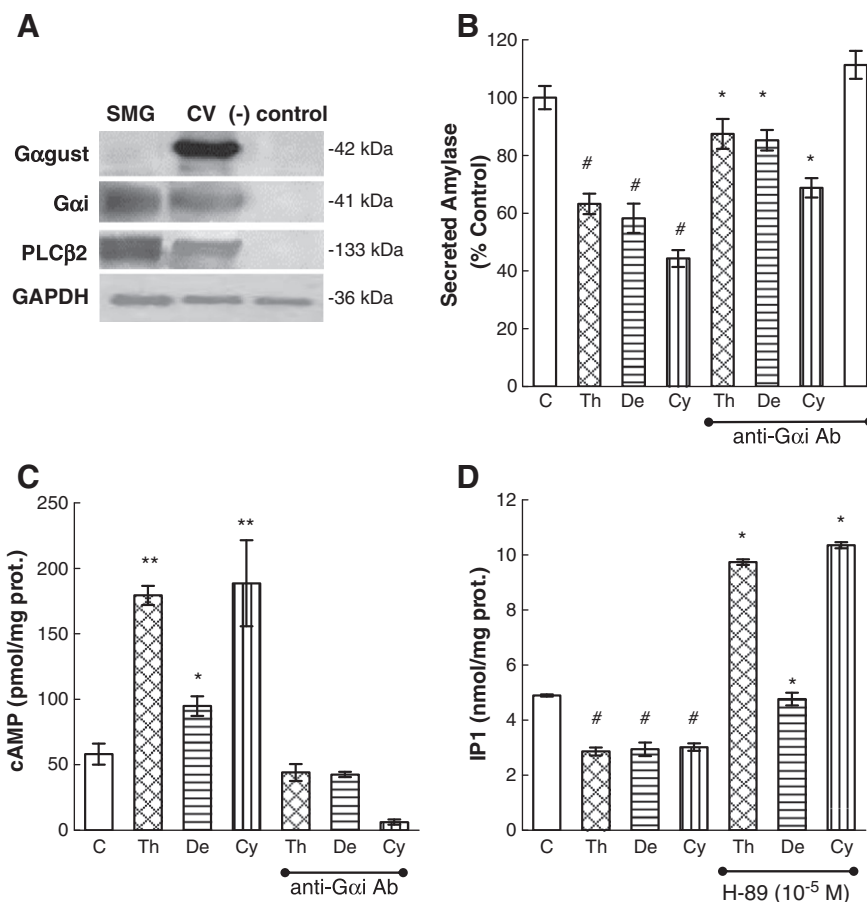 A
SMG CV (-) control
Gαgust -42 kDa
Gαi -41 kDa
PLCβ2 -133 kDa
GAPDH -36 kDa
B
Secreted Amylase
(% Control)
120
100
80
60
40
20
0
# # # * * *
C Th De Cy Th De Cy
anti-Gαi Ab
C
cAMP (pmol/mg prot.)
250
200
150
100
50
0
** * **
C Th De Cy Th De Cy
anti-Gαi Ab
D
IP1 (nmol/mg prot.)
12
10
8
6
4
2
0
# # # * * *
C Th De Cy Th De Cy
H-89 (10⁻⁵ M)